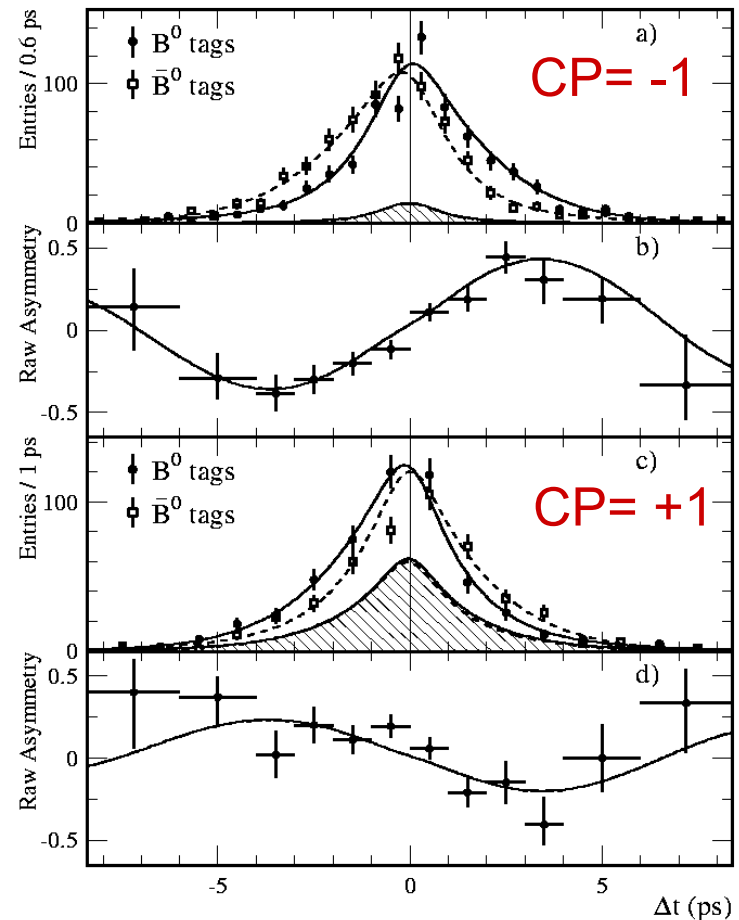 Entries / 0.6 ps
100
0
B⁰ tags
B̄⁰ tags
a)
CP= -1
Raw Asymmetry
0.5
0
-0.5
b)
Entries / 1 ps
100
0
B⁰ tags
B̄⁰ tags
c)
CP= +1
Raw Asymmetry
0.5
0
-0.5
d)
-5 0 5
Δt (ps)